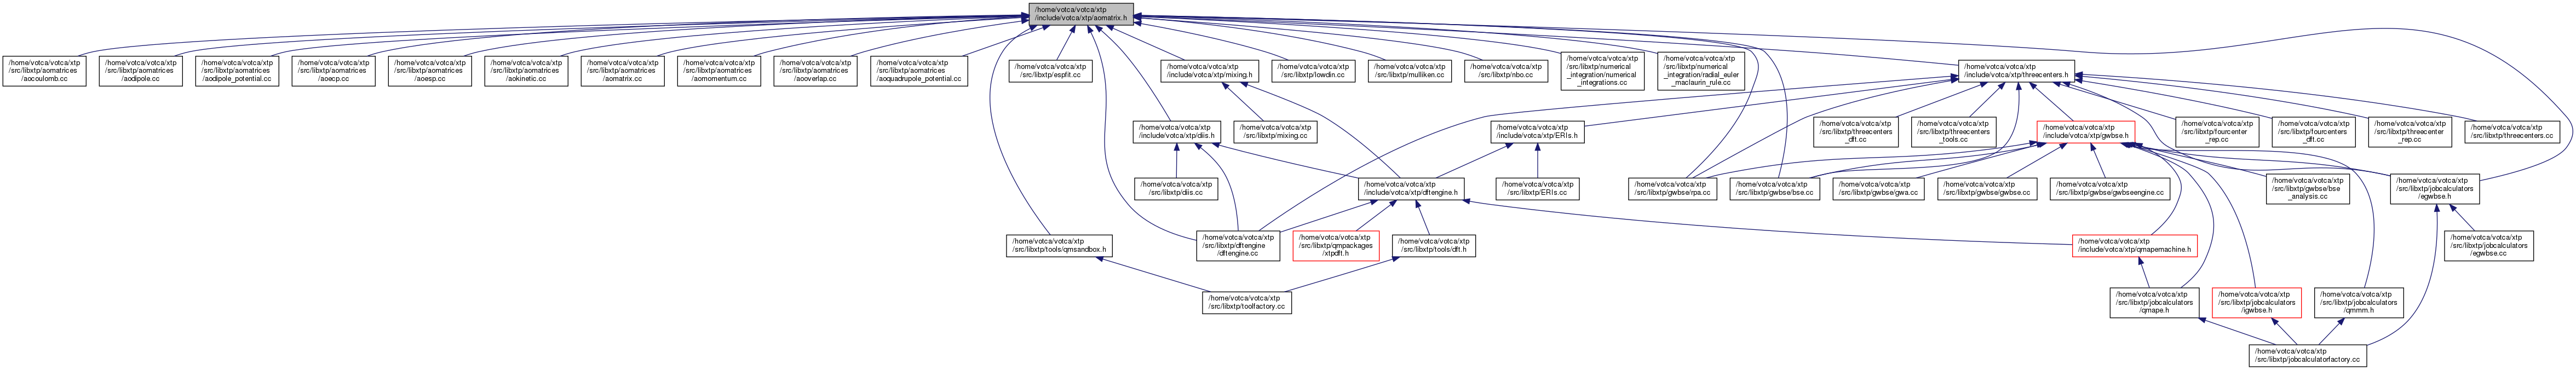 /home/votca/votca/xtp
/include/votca/xtp/aomatrix.h
/home/votca/votca/xtp
/src/libxtp/aomatrices
/aocoulomb.cc
/home/votca/votca/xtp
/src/libxtp/aomatrices
/aodipole.cc
/home/votca/votca/xtp
/src/libxtp/aomatrices
/aodipole_potential.cc
/home/votca/votca/xtp
/src/libxtp/aomatrices
/aoecp.cc
/home/votca/votca/xtp
/src/libxtp/aomatrices
/aoesp.cc
/home/votca/votca/xtp
/src/libxtp/aomatrices
/aokinetic.cc
/home/votca/votca/xtp
/src/libxtp/aomatrices
/aomatrix.cc
/home/votca/votca/xtp
/src/libxtp/aomatrices
/aomomentum.cc
/home/votca/votca/xtp
/src/libxtp/aomatrices
/aooverlap.cc
/home/votca/votca/xtp
/src/libxtp/aomatrices
/aoquadrupole_potential.cc
/home/votca/votca/xtp
/src/libxtp/espfit.cc
/home/votca/votca/xtp
/include/votca/xtp/mixing.h
/home/votca/votca/xtp
/src/libxtp/lowdin.cc
/home/votca/votca/xtp
/src/libxtp/mulliken.cc
/home/votca/votca/xtp
/src/libxtp/nbo.cc
/home/votca/votca/xtp
/src/libxtp/numerical
_integration/numerical
_integrations.cc
/home/votca/votca/xtp
/src/libxtp/numerical
_integration/radial_euler
_maclaurin_rule.cc
/home/votca/votca/xtp
/include/votca/xtp/threecenters.h
/home/votca/votca/xtp
/include/votca/xtp/diis.h
/home/votca/votca/xtp
/src/libxtp/mixing.cc
/home/votca/votca/xtp
/include/votca/xtp/ERIs.h
/home/votca/votca/xtp
/src/libxtp/threecenters
_dft.cc
/home/votca/votca/xtp
/src/libxtp/threecenters
_tools.cc
/home/votca/votca/xtp
/include/votca/xtp/gwbse.h
/home/votca/votca/xtp
/src/libxtp/fourcenter
_rep.cc
/home/votca/votca/xtp
/src/libxtp/fourcenters
_dft.cc
/home/votca/votca/xtp
/src/libxtp/threecenter
_rep.cc
/home/votca/votca/xtp
/src/libxtp/threecenters.cc
/home/votca/votca/xtp
/src/libxtp/diis.cc
/home/votca/votca/xtp
/include/votca/xtp/dftengine.h
/home/votca/votca/xtp
/src/libxtp/ERIs.cc
/home/votca/votca/xtp
/src/libxtp/gwbse/rpa.cc
/home/votca/votca/xtp
/src/libxtp/gwbse/bse.cc
/home/votca/votca/xtp
/src/libxtp/gwbse/gwa.cc
/home/votca/votca/xtp
/src/libxtp/gwbse/gwbse.cc
/home/votca/votca/xtp
/src/libxtp/gwbse/gwbseengine.cc
/home/votca/votca/xtp
/src/libxtp/gwbse/bse
_analysis.cc
/home/votca/votca/xtp
/src/libxtp/jobcalculators
/egwbse.h
/home/votca/votca/xtp
/src/libxtp/tools/qmsandbox.h
/home/votca/votca/xtp
/src/libxtp/dftengine
/dftengine.cc
/home/votca/votca/xtp
/src/libxtp/qmpackages
/xtpdft.h
/home/votca/votca/xtp
/src/libxtp/tools/dft.h
/home/votca/votca/xtp
/include/votca/xtp/qmapemachine.h
/home/votca/votca/xtp
/src/libxtp/jobcalculators
/egwbse.cc
/home/votca/votca/xtp
/src/libxtp/toolfactory.cc
/home/votca/votca/xtp
/src/libxtp/jobcalculators
/qmape.h
/home/votca/votca/xtp
/src/libxtp/jobcalculators
/igwbse.h
/home/votca/votca/xtp
/src/libxtp/jobcalculators
/qmmm.h
/home/votca/votca/xtp
/src/libxtp/jobcalculatorfactory.cc